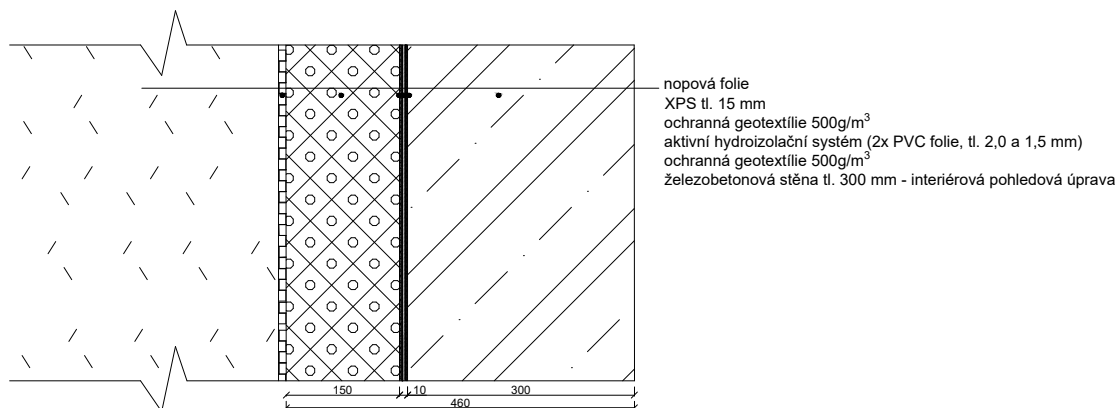 nopová folie
XPS tl. 15 mm
ochranná geotextílie 500g/m³
aktivní hydroizolační systém (2x PVC folie, tl. 2,0 a 1,5 mm)
ochranná geotextílie 500g/m³
železobetonová stěna tl. 300 mm - interiérová pohledová úprava
150 10 300
460